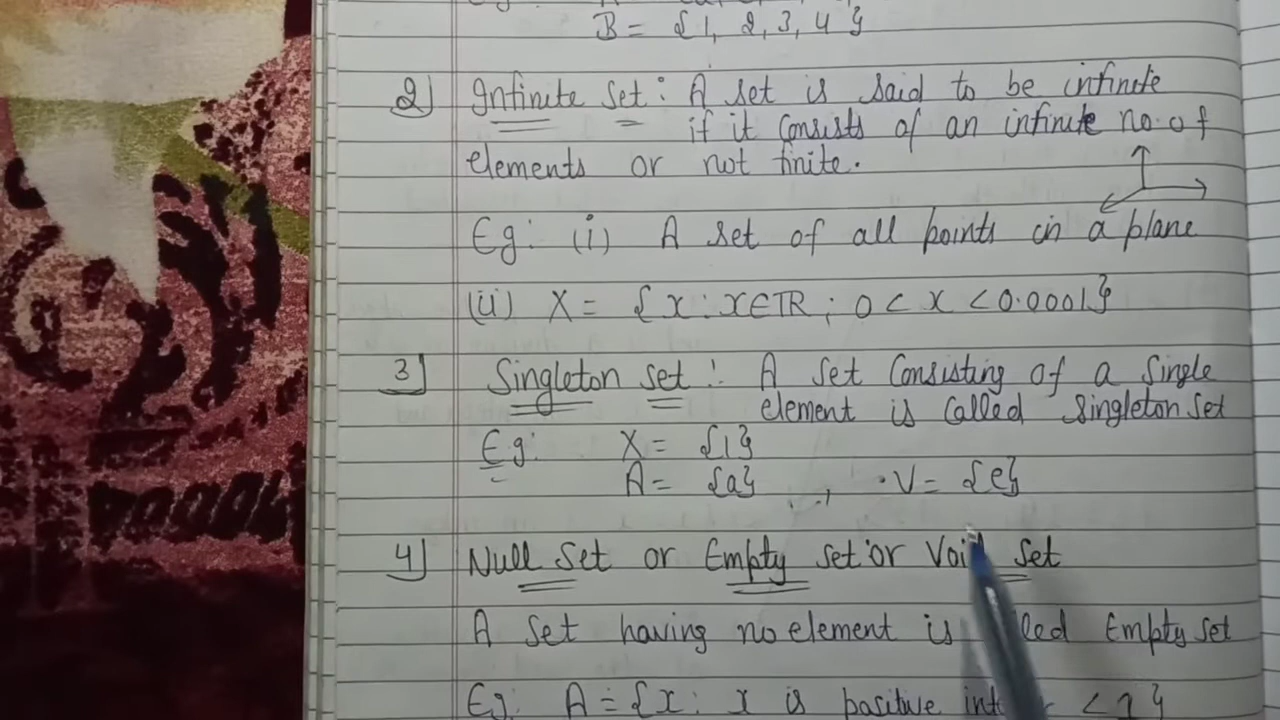 B = {1, 2, 3, 4}
2) Infinite set : A set is said to be infinite
if it consists of an infinite no. of
elements or not finite.
Eg: (i) A set of all points in a plane
(ii) X = {x : x ∈ IR ; 0 < x < 0.0001}
3) Singleton set : A set consisting of a single
element is called singleton set
Eg: X = {1}
A = {a} , V = {e}
4) Null set or Empty set or Void set
A set having no element is called Empty set
Eg: A = {x : x is positive < 1}